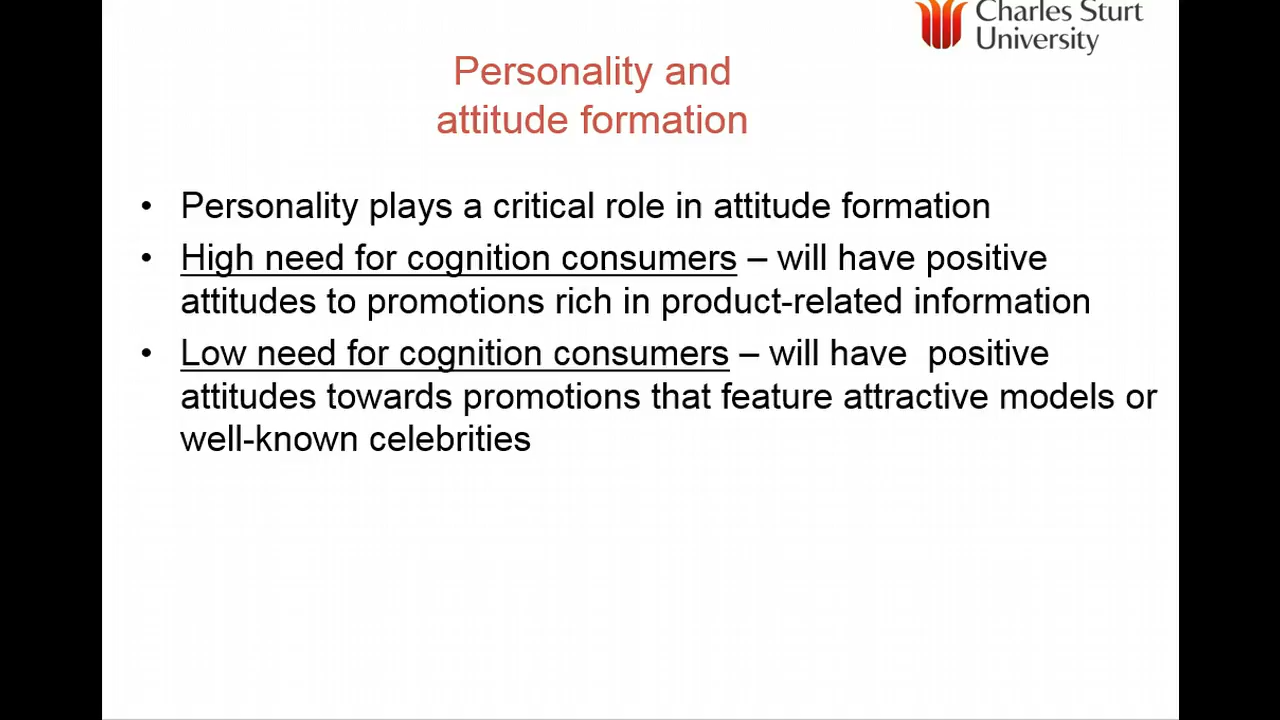 Charles Sturt
University
Personality and
attitude formation
• Personality plays a critical role in attitude formation
• High need for cognition consumers – will have positive
attitudes to promotions rich in product-related information
• Low need for cognition consumers – will have  positive
attitudes towards promotions that feature attractive models or
well-known celebrities